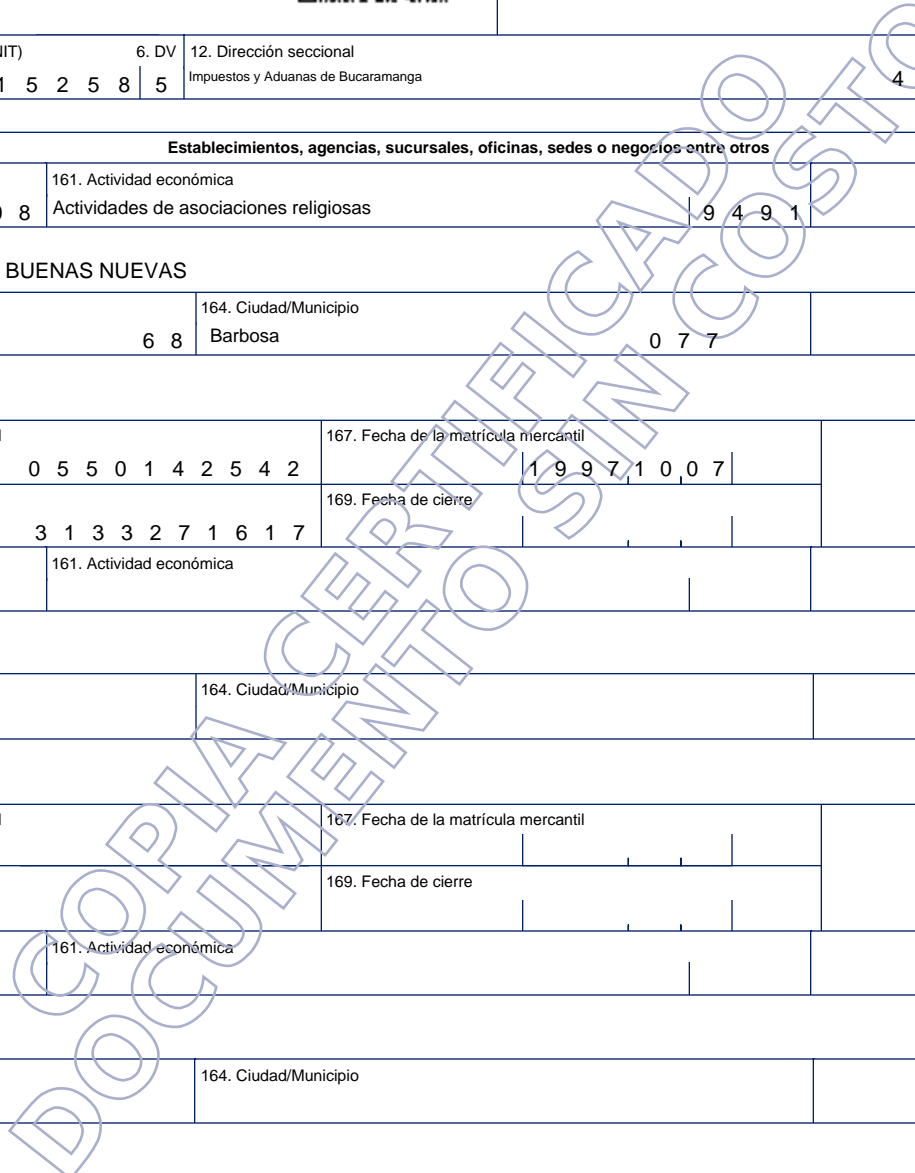 NIT) 6. DV 12. Dirección seccional
1 5 2 5 8 5 Impuestos y Aduanas de Bucaramanga 4
Establecimientos, agencias, sucursales, oficinas, sedes o negocios entre otros
161. Actividad económica
8 Actividades de asociaciones religiosas 9 4 9 1
BUENAS NUEVAS
164. Ciudad/Municipio
6 8 Barbosa 0 7 7
167. Fecha de la matrícula mercantil
0 5 5 0 1 4 2 5 4 2 1 9 9 7 1 0 0 7
169. Fecha de cierre
3 1 3 3 2 7 1 6 1 7
161. Actividad económica
164. Ciudad/Municipio
167. Fecha de la matrícula mercantil
169. Fecha de cierre
161. Actividad económica
164. Ciudad/Municipio
COPIA CERTIFICADO
DOCUMENTO SIN COSTO